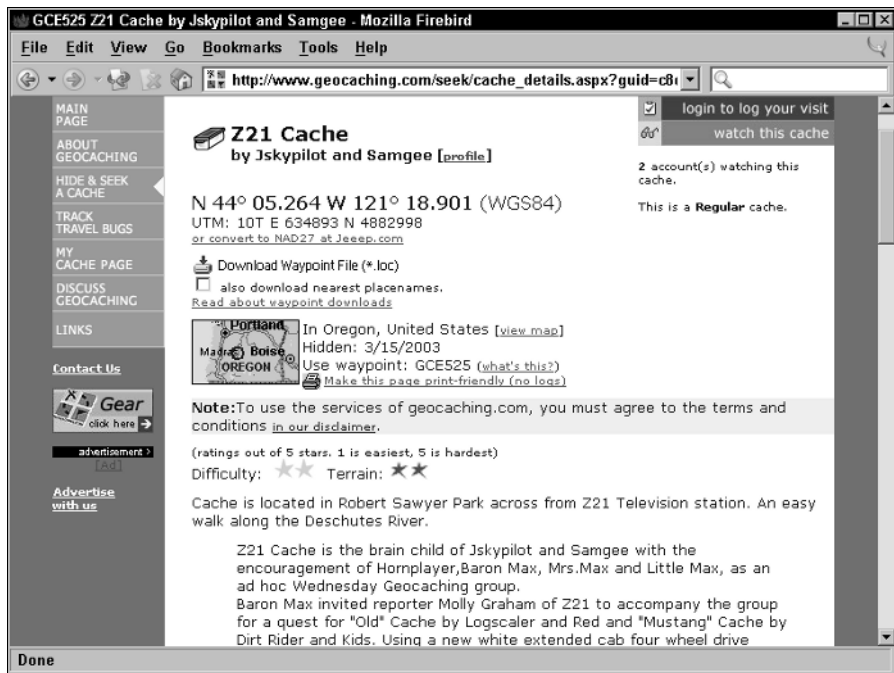 GCE525 Z21 Cache by Jskypilot and Samgee - Mozilla Firebird
File Edit View Go Bookmarks Tools Help
http://www.geocaching.com/seek/cache_details.aspx?guid=c8
MAIN
PAGE
ABOUT
GEOCACHING
HIDE & SEEK
A CACHE
TRACK
TRAVEL BUGS
MY
CACHE PAGE
DISCUSS
GEOCACHING
LINKS
Contact Us
Gear
click here
advertisement >
[Ad]
Advertise
with us
Z21 Cache
by Jskypilot and Samgee [profile]
N 44° 05.264 W 121° 18.901 (WGS84)
UTM: 10T E 634893 N 4882998
or convert to NAD27 at Jeeep.com
Download Waypoint File (*.loc)
also download nearest placenames.
Read about waypoint downloads
Portland
Madras Boise
OREGON
In Oregon, United States [view map]
Hidden: 3/15/2003
Use waypoint: GCE525 (what's this?)
Make this page print-friendly (no logs)
Note:To use the services of geocaching.com, you must agree to the terms and
conditions in our disclaimer.
(ratings out of 5 stars. 1 is easiest, 5 is hardest)
Difficulty: Terrain:
Cache is located in Robert Sawyer Park across from Z21 Television station. An easy
walk along the Deschutes River.
Z21 Cache is the brain child of Jskypilot and Samgee with the
encouragement of Hornplayer,Baron Max, Mrs.Max and Little Max, as an
ad hoc Wednesday Geocaching group.
Baron Max invited reporter Molly Graham of Z21 to accompany the group
for a quest for "Old" Cache by Logscaler and Red and "Mustang" Cache by
Dirt Rider and Kids. Using a new white extended cab four wheel drive
login to log your visit
watch this cache
2 account(s) watching this
cache.
This is a Regular cache.
Done